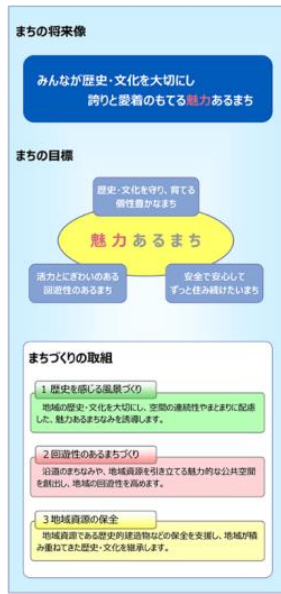 まちの将来像
みんなが歴史・文化を大切にし
誇りと愛着のもてる魅力あるまち
まちの目標
歴史・文化を守り、育てる
個性豊かなまち
魅力あるまち
活力とにぎわいのある
回遊性のあるまち
安全で安心して
ずっと住み続けたいまち
まちづくりの取組
1 歴史を感じる風景づくり
地域の歴史・文化を大切にし、空間の連続性やまとまりに配慮
した、魅力あるまちなみを誘導します。
2 回遊性のあるまちづくり
沿道のまちなみや、地域資源を引き立てる魅力的な公共空間
を創出し、地域の回遊性を高めます。
3 地域資源の保全
地域資源である歴史的建造物などの保全を支援し、地域が積
み重ねてきた歴史・文化を継承します。